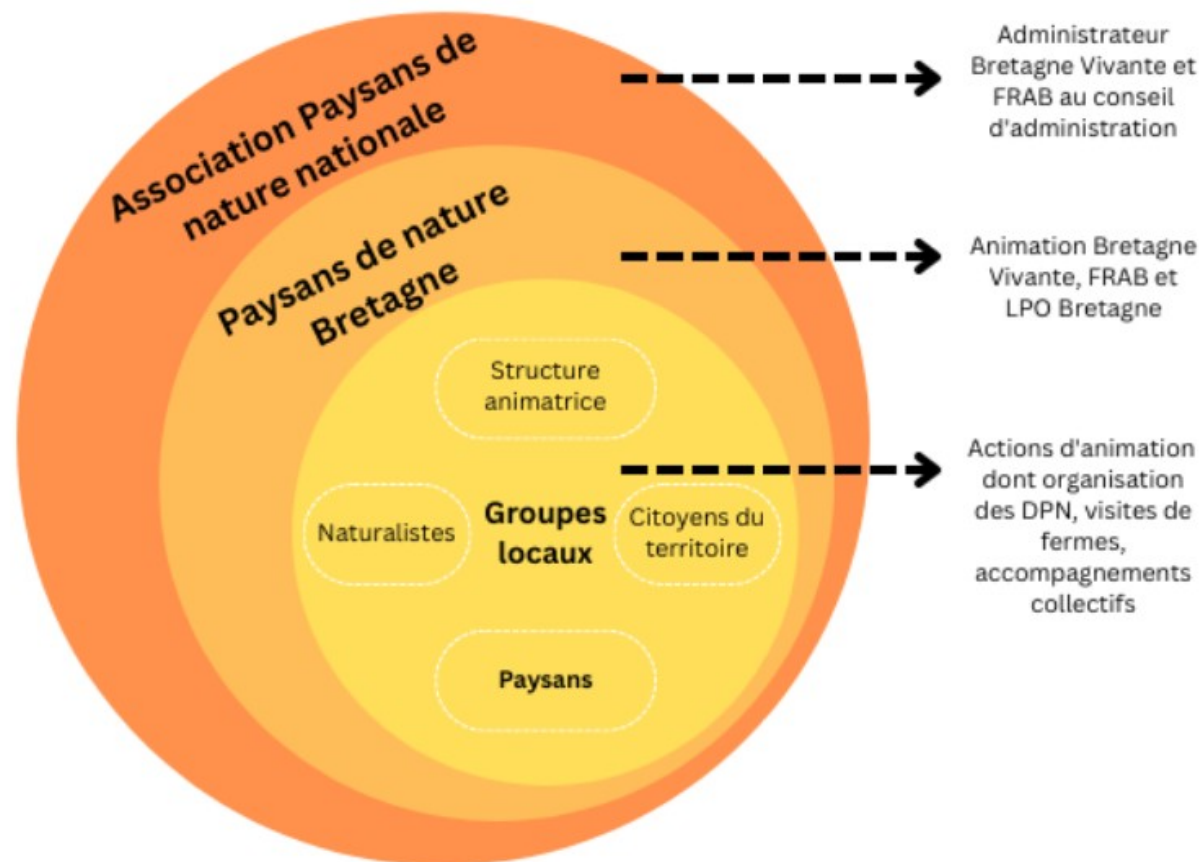 Association Paysans de
nature nationale
Administrateur
Bretagne Vivante et
FRAB au conseil
d'administration
Paysans de nature
Bretagne
Animation Bretagne
Vivante, FRAB et
LPO Bretagne
Structure
animatrice
Naturalistes
Groupes
locaux
Citoyens du
territoire
Paysans
Actions d'animation
dont organisation
des DPN, visites de
fermes,
accompagnements
collectifs